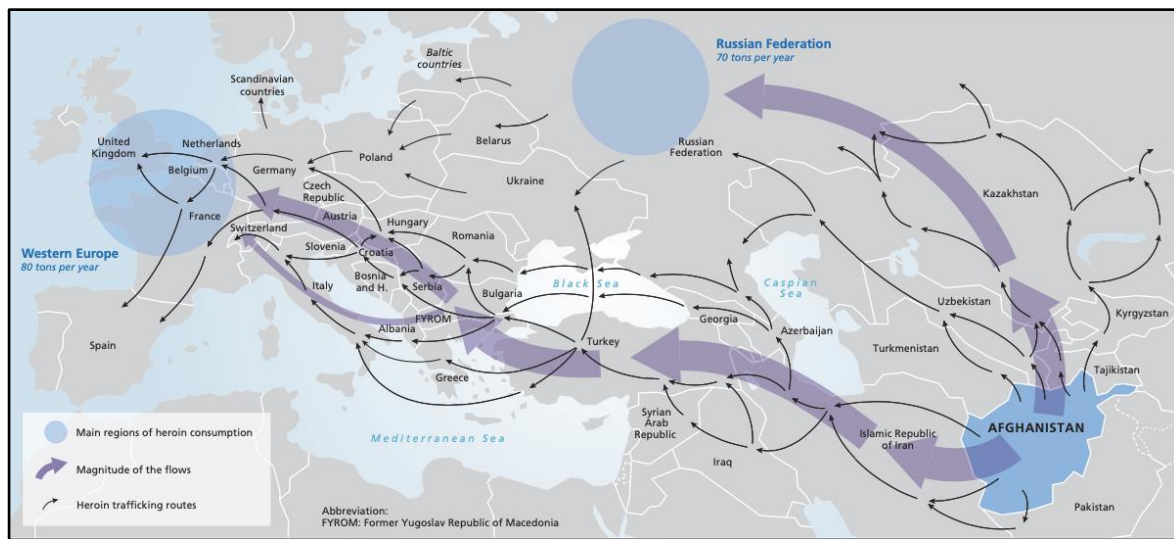 Russian Federation
70 tons per year
Baltic
countries
Scandinavian
countries
United
Kingdom
Netherlands
Belgium
Germany
Poland
Belarus
Russian
Federation
Ukraine
Czech
Republic
Kazakhstan
France
Austria
Hungary
Switzerland
Western Europe
80 tons per year
Slovenia
Croatia
Romania
Bosnia
and H.
Serbia
Black Sea
Caspian
Sea
Italy
Bulgaria
Uzbekistan
Kyrgyzstan
FYROM
Georgia
Azerbaijan
Albania
Turkey
Turkmenistan
Spain
Greece
Tajikistan
Syrian
Arab
Republic
Islamic Republic
of Iran
AFGHANISTAN
Mediterranean Sea
Iraq
Pakistan
Main regions of heroin consumption
Magnitude of the flows
Heroin trafficking routes
Abbreviation:
FYROM: Former Yugoslav Republic of Macedonia